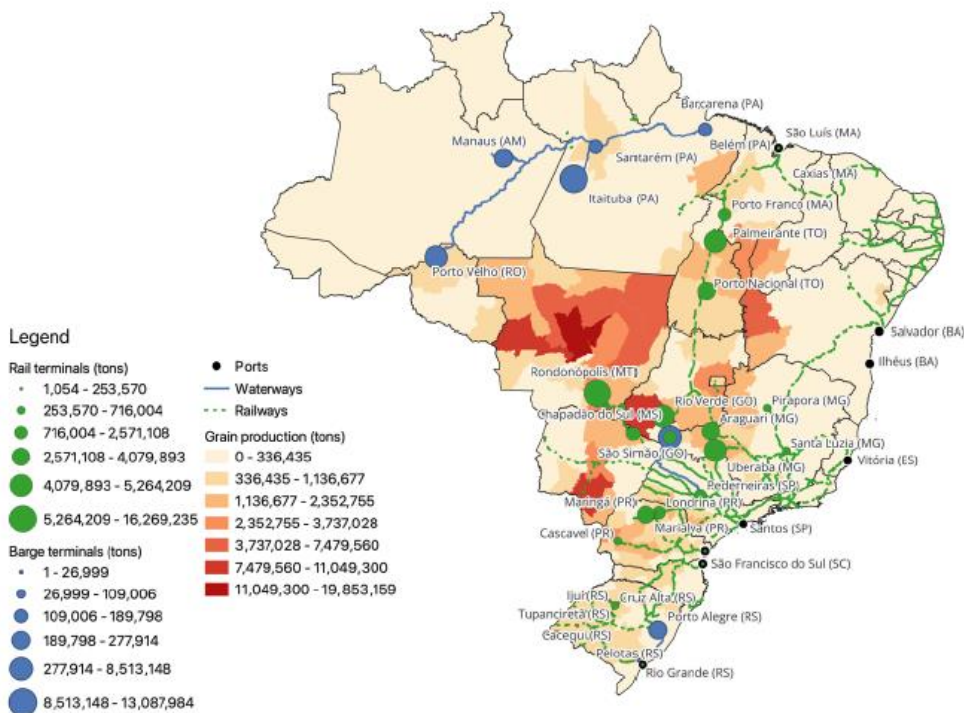 Barcarena (PA)
São Luís (MA)
Manaus (AM)
Belém (PA)
Santarém (PA)
Caxias (MA)
Itaituba (PA)
Porto Franco (MA)
Palmeirante (TO)
Porto Velho (RO)
Porto Nacional (TO)
Salvador (BA)
Ilhéus (BA)
Rondonópolis (MT)
Rio Verde (GO)
Pirapora (MG)
Chapadão do Sul (MS)
Araguari (MG)
Santa Luzia (MG)
São Simão (GO)
Vitória (ES)
Uberaba (MG)
Pederneiras (SP)
Maringá (PR)
Londrina (PR)
Marialva (PR)
Santos (SP)
Cascavel (PR)
São Francisco do Sul (SC)
Ijuí (RS)
Cruz Alta (RS)
Tupanciretã (RS)
Porto Alegre (RS)
Cacequi (RS)
Pelotas (RS)
Rio Grande (RS)
Legend
Rail terminals (tons)
1,054 - 253,570
253,570 - 716,004
716,004 - 2,571,108
2,571,108 - 4,079,893
4,079,893 - 5,264,209
5,264,209 - 16,269,235
Barge terminals (tons)
1 - 26,999
26,999 - 109,006
109,006 - 189,798
189,798 - 277,914
277,914 - 8,513,148
8,513,148 - 13,087,984
Ports
Waterways
Railways
Grain production (tons)
0 - 336,435
336,435 - 1,136,677
1,136,677 - 2,352,755
2,352,755 - 3,737,028
3,737,028 - 7,479,560
7,479,560 - 11,049,300
11,049,300 - 19,853,159